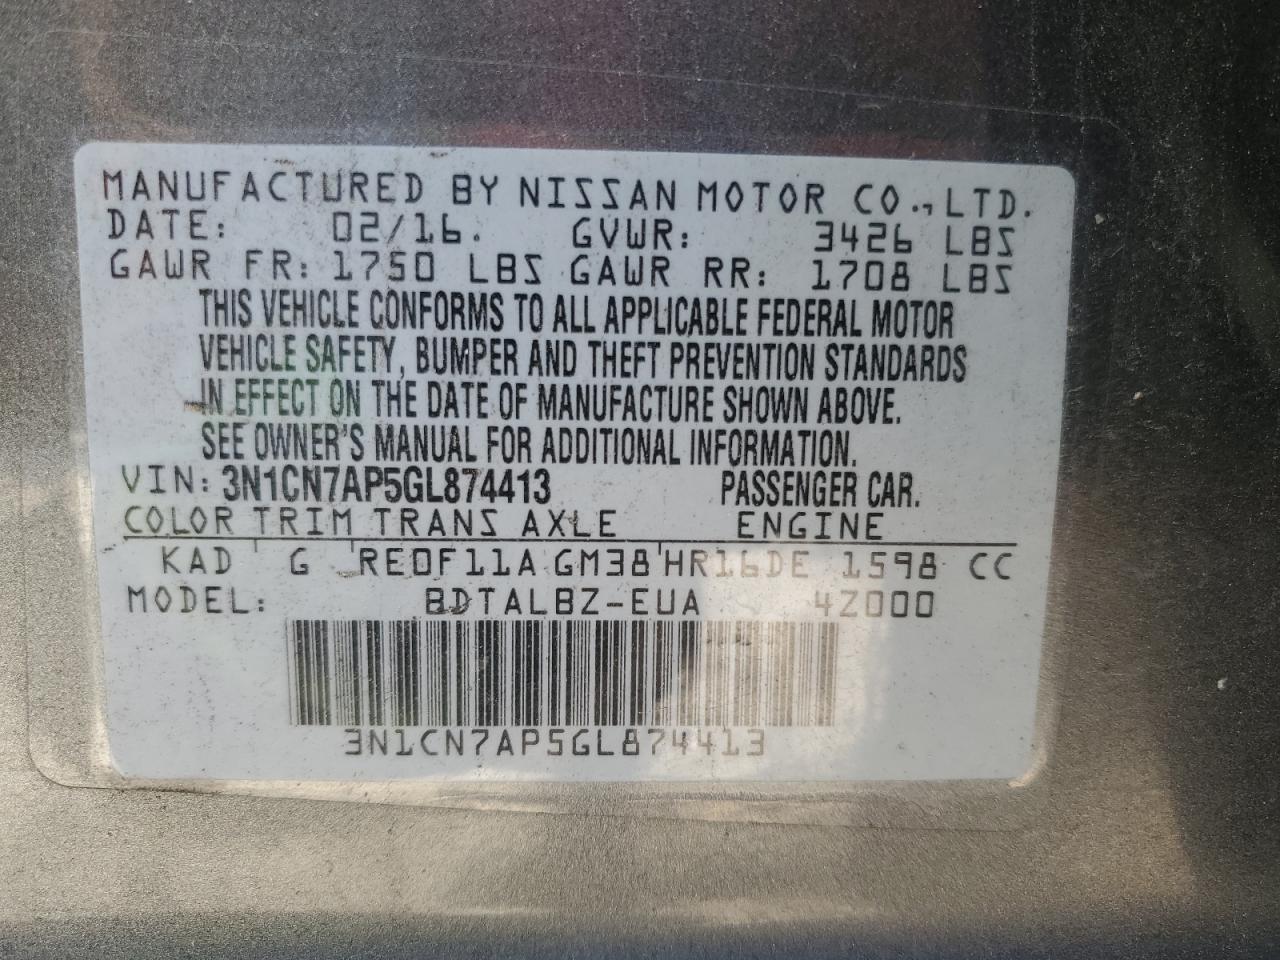 MANUFACTURED BY NISSAN MOTOR CO., LTD.
DATE: 02/16. GVWR: 3426 LBS
GAWR FR: 1750 LBS GAWR RR: 1708 LBS
THIS VEHICLE CONFORMS TO ALL APPLICABLE FEDERAL MOTOR
VEHICLE SAFETY, BUMPER AND THEFT PREVENTION STANDARDS
IN EFFECT ON THE DATE OF MANUFACTURE SHOWN ABOVE.
SEE OWNER'S MANUAL FOR ADDITIONAL INFORMATION.
VIN: 3N1CN7AP5GL874413 PASSENGER CAR.
COLOR TRIM TRANS AXLE ENGINE
KAD G RE0F11A GM38 HR16DE 1598 CC
MODEL: BDTALBZ-EUA 4Z000
3N1CN7AP5GL874413